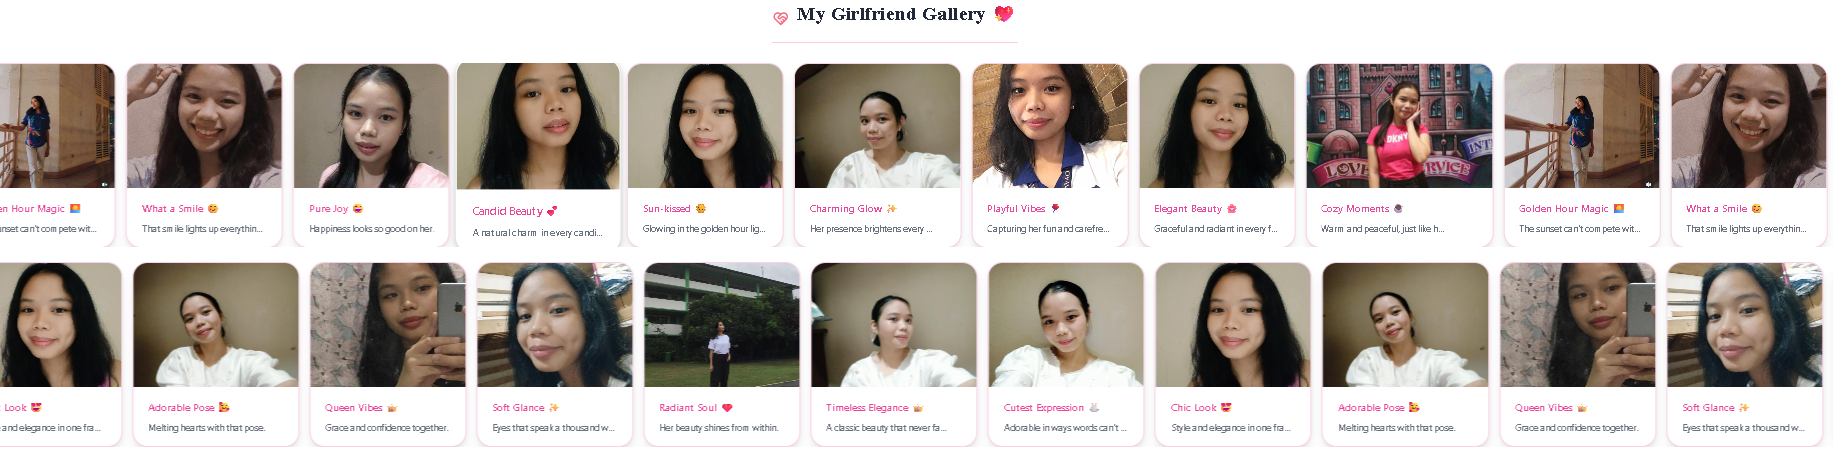 My Girlfriend Gallery 💖
en Hour Magic 🌅
unset can't compete wit...
What a Smile 😊
That smile lights up everythin...
Pure Joy 😄
Happiness looks so good on her.
Candid Beauty 💕
A natural charm in every candi...
Sun-kissed 🌼
Glowing in the golden hour lig...
Charming Glow ✨
Her presence brightens every ...
Playful Vibes 🌹
Capturing her fun and carefre...
Elegant Beauty 🌸
Graceful and radiant in every f...
DKNY
LOVE
SERVICE
Cozy Moments
Warm and peaceful, just like h...
Golden Hour Magic 🌅
The sunset can't compete wit...
What a Smile 😊
That smile lights up everythin...
Look 😍
and elegance in one fra...
Adorable Pose 🥰
Melting hearts with that pose.
Queen Vibes 👑
Grace and confidence together.
Soft Glance ✨
Eyes that speak a thousand w...
Radiant Soul ❤️
Her beauty shines from within.
Timeless Elegance 👑
A classic beauty that never fa...
Cutest Expression 🐰
Adorable in ways words can't ...
Chic Look 😍
Style and elegance in one fra...
Adorable Pose 🥰
Melting hearts with that pose.
Queen Vibes 👑
Grace and confidence together.
Soft Glance ✨
Eyes that speak a thousand w...